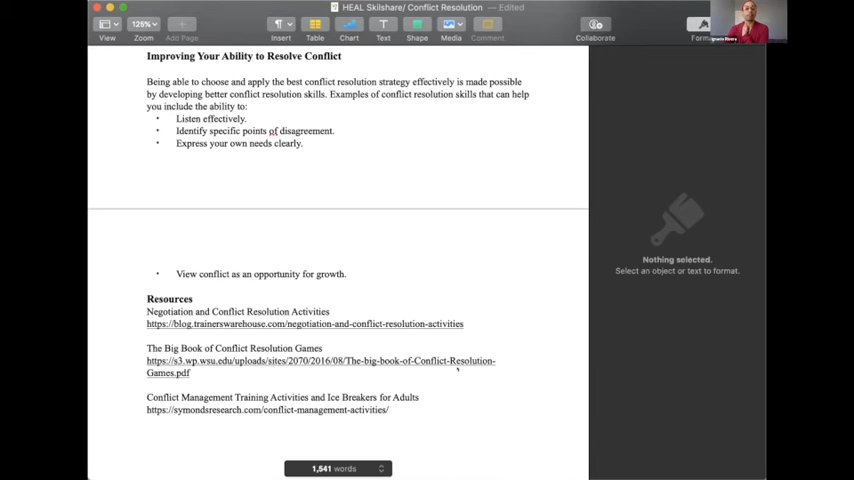 HEAL Skilshare/ Conflict Resolution — Edited
125%
View
Zoom
Add Page
Insert
Table
Chart
Text
Shape
Media
Comment
Collaborate
Improving Your Ability to Resolve Conflict
Being able to choose and apply the best conflict resolution strategy effectively is made possible
by developing better conflict resolution skills. Examples of conflict resolution skills that can help
you include the ability to:
• Listen effectively.
• Identify specific points of disagreement.
• Express your own needs clearly.
• View conflict as an opportunity for growth.
Resources
Negotiation and Conflict Resolution Activities
https://blog.trainerswarehouse.com/negotiation-and-conflict-resolution-activities
The Big Book of Conflict Resolution Games
https://s3.wp.wsu.edu/uploads/sites/2070/2016/08/The-big-book-of-Conflict-Resolution-
Games.pdf
Conflict Management Training Activities and Ice Breakers for Adults
https://symondsresearch.com/conflict-management-activities/
1,541 words
Nothing selected.
Select an object or text to format.